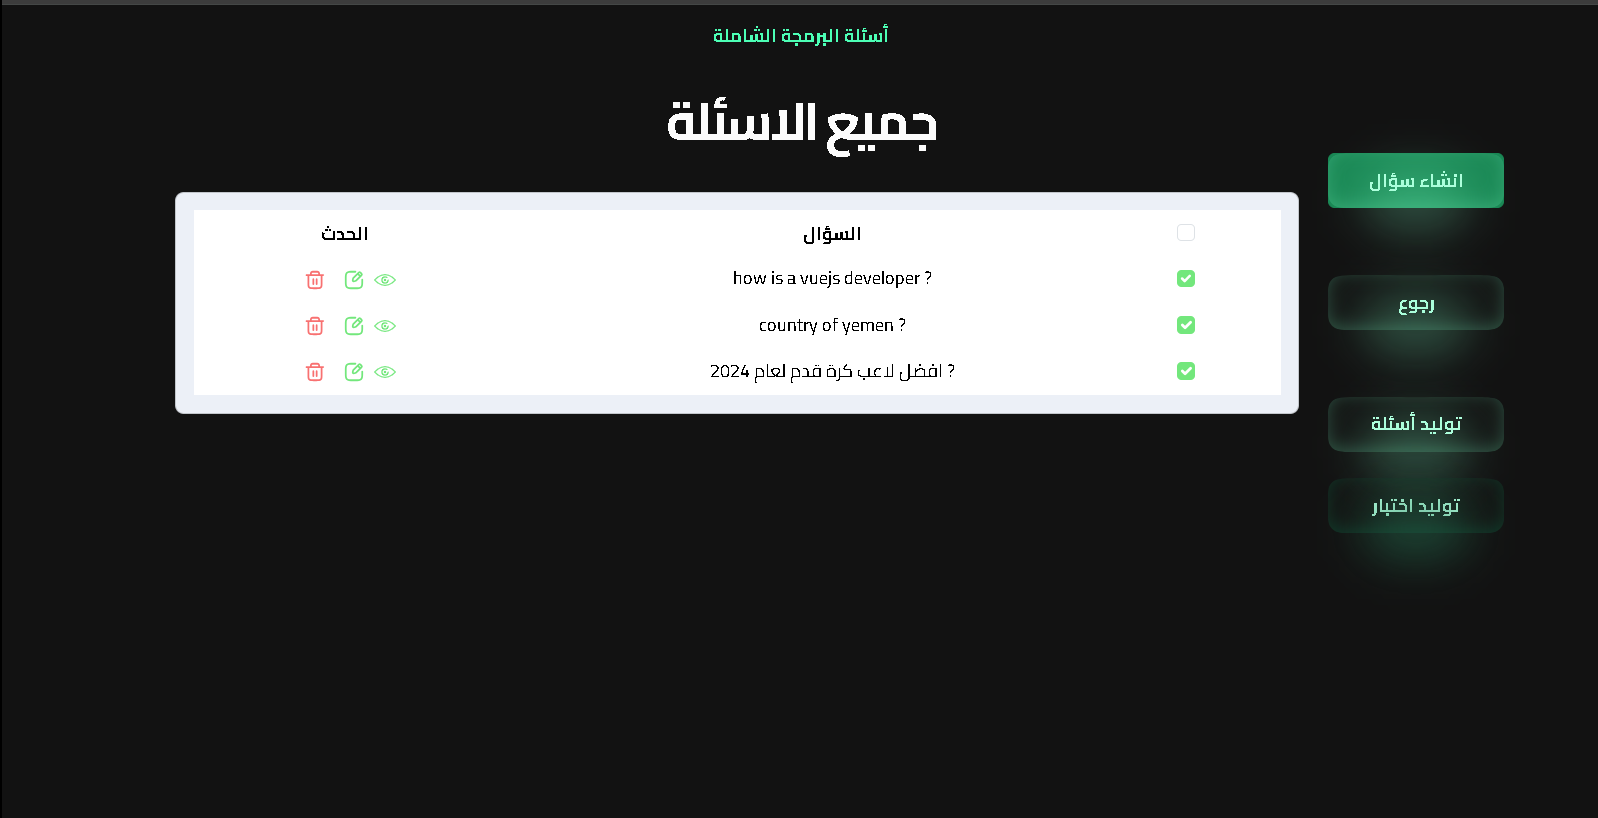 أسئلة البرمجة الشاملة
جميع الاسئلة
انشاء سؤال
رجوع
توليد أسئلة
توليد اختبار
السؤال الحدث
how is a vuejs developer ?
country of yemen ?
افضل لاعب كرة قدم لعام 2024 ?